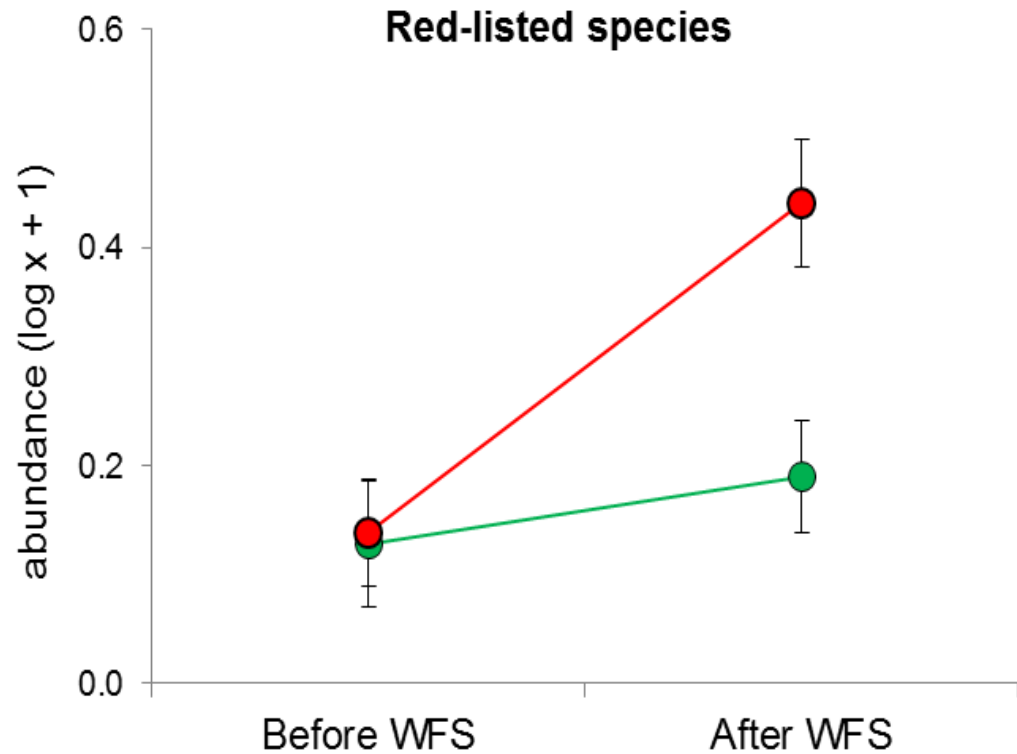 Red-listed species
0.6
0.4
0.2
0.0
abundance (log x + 1)
Before WFS
After WFS